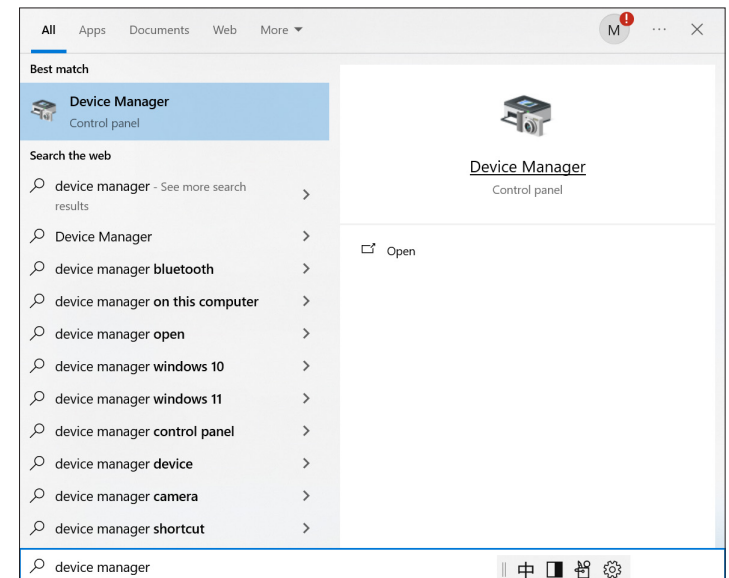 All Apps Documents Web More M ! ...
Best match
Device Manager
Control panel
Search the web
device manager - See more search
results
Device Manager
device manager bluetooth
device manager on this computer
device manager open
device manager windows 10
device manager windows 11
device manager control panel
device manager device
device manager camera
device manager shortcut
Device Manager
Control panel
Open
device manager
中